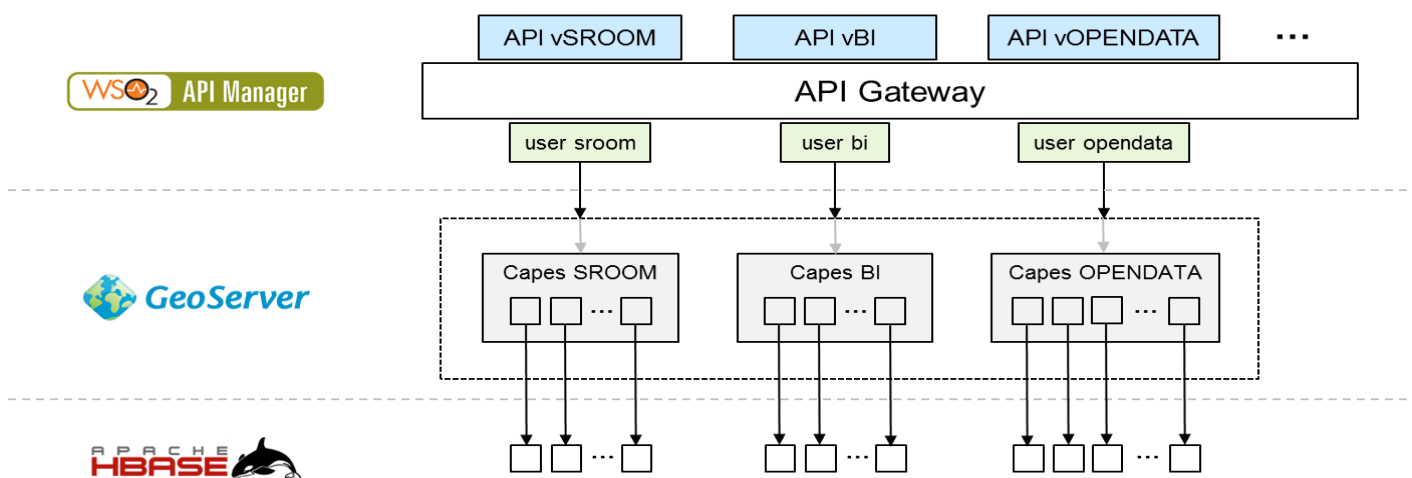 API vSROOM
API vBI
API vOPENDATA
...
WSO2 API Manager
API Gateway
user sroom
user bi
user opendata
GeoServer
Capes SROOM
Capes BI
Capes OPENDATA
...
...
...
APACHE
HBASE
...
...
...